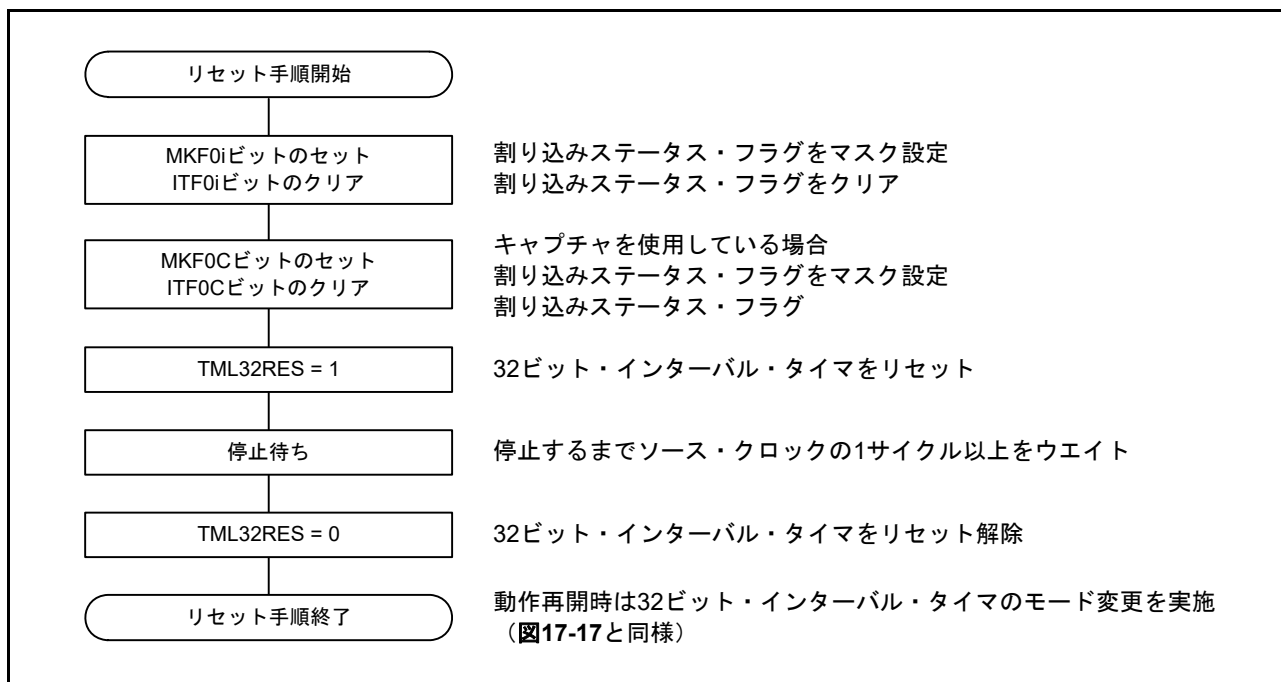 リセット手順開始
MKF0iビットのセット
ITF0iビットのクリア
割り込みステータス・フラグをマスク設定
割り込みステータス・フラグをクリア
MKF0Cビットのセット
ITF0Cビットのクリア
キャプチャを使用している場合
割り込みステータス・フラグをマスク設定
割り込みステータス・フラグ
TML32RES = 1
32ビット・インターバル・タイマをリセット
停止待ち
停止するまでソース・クロックの1サイクル以上をウエイト
TML32RES = 0
32ビット・インターバル・タイマをリセット解除
リセット手順終了
動作再開時は32ビット・インターバル・タイマのモード変更を実施
（図17-17と同様）